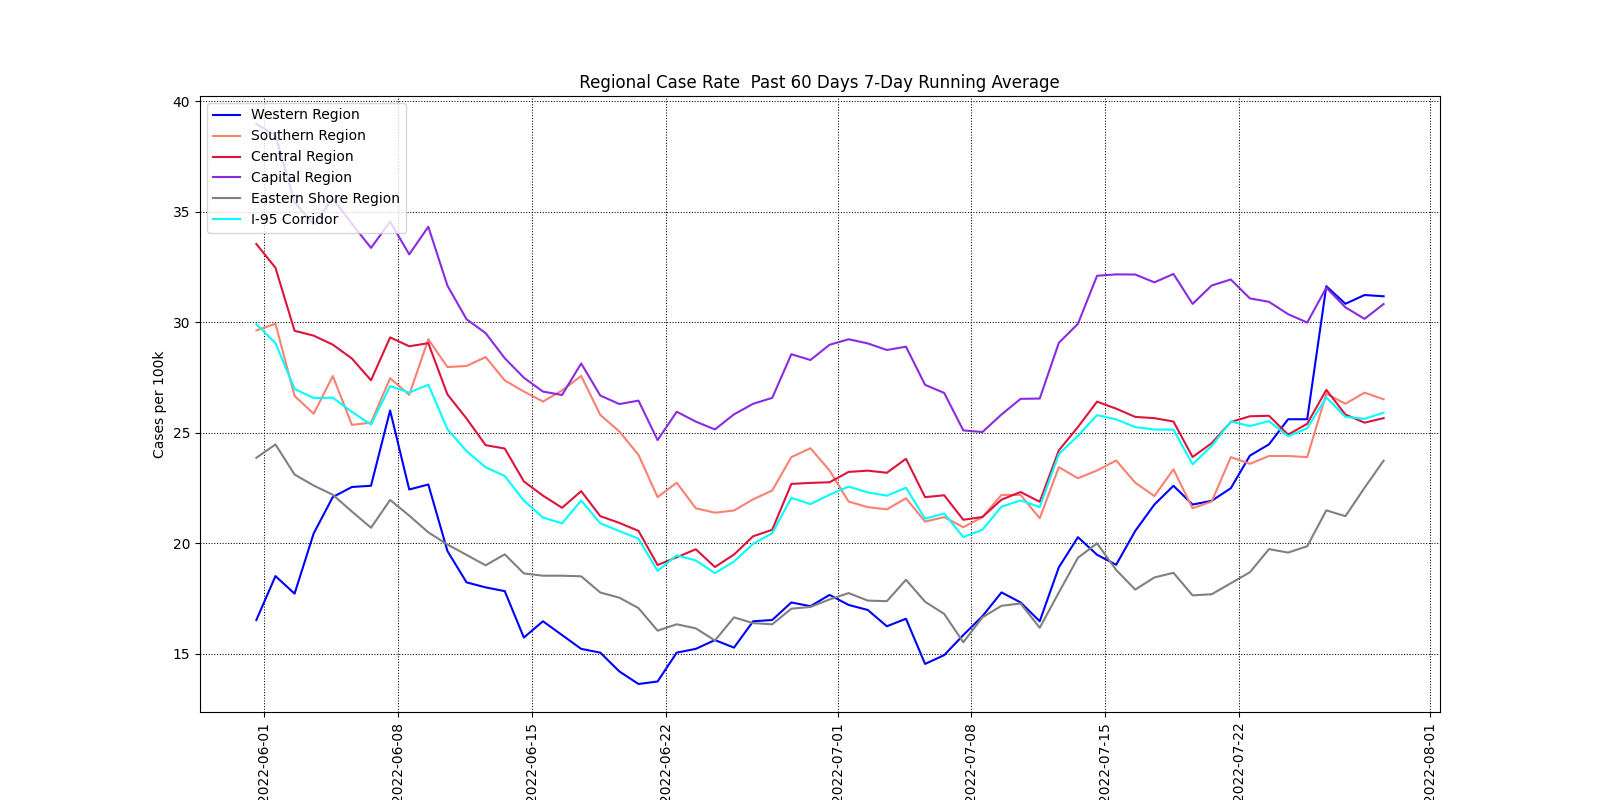 Regional Case Rate  Past 60 Days 7-Day Running Average
Cases per 100k
40
35
30
25
20
15
Western Region
Southern Region
Central Region
Capital Region
Eastern Shore Region
I-95 Corridor
2022-06-01
2022-06-08
2022-06-15
2022-06-22
2022-07-01
2022-07-08
2022-07-15
2022-07-22
2022-08-01